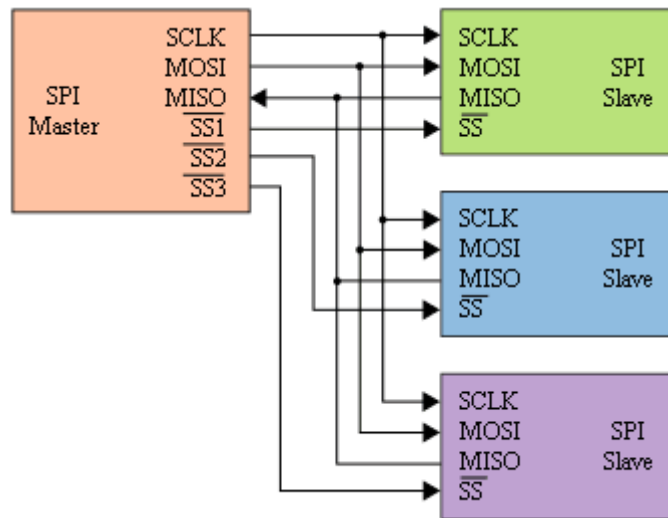 SCLK
MOSI
MISO
SS1
SS2
SS3
SPI
Master
SCLK
MOSI
MISO
SS
SPI
Slave
SCLK
MOSI
MISO
SS
SPI
Slave
SCLK
MOSI
MISO
SS
SPI
Slave